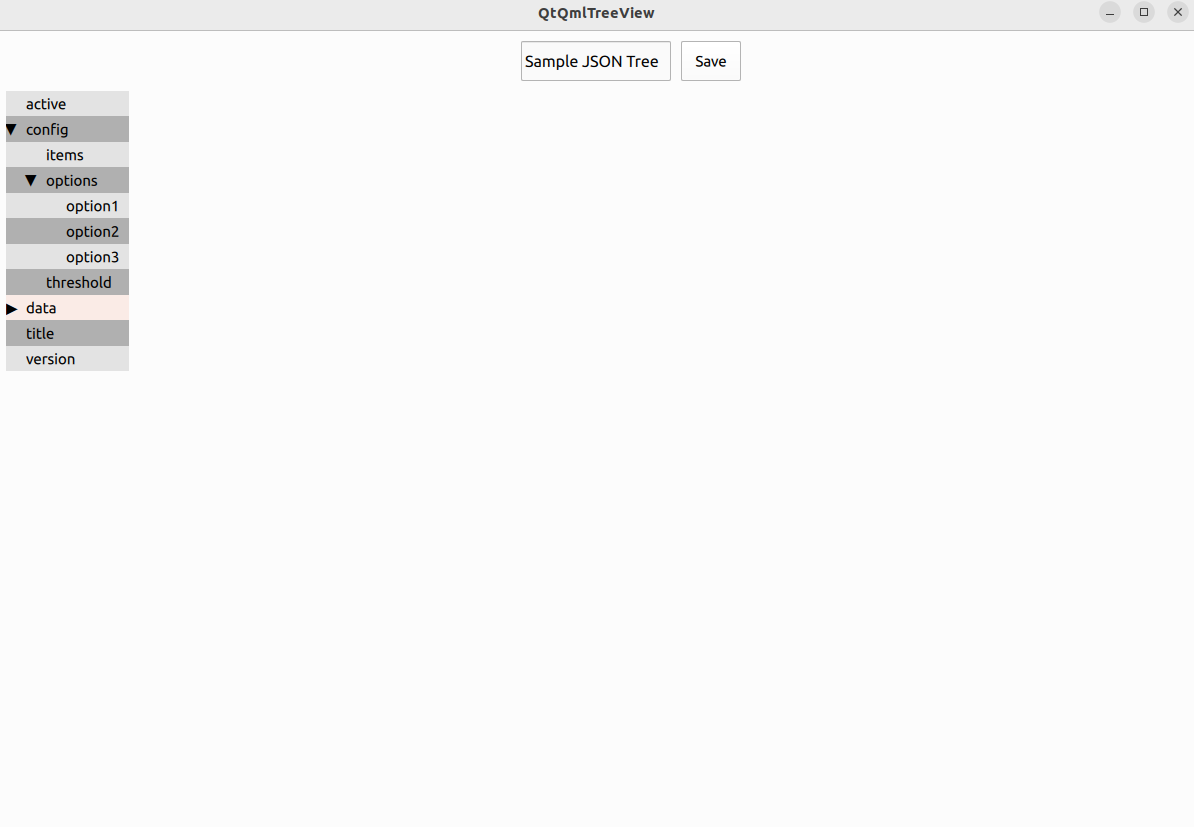 QtQmlTreeView
Sample JSON Tree Save
active
config
items
options
option1
option2
option3
threshold
data
title
version